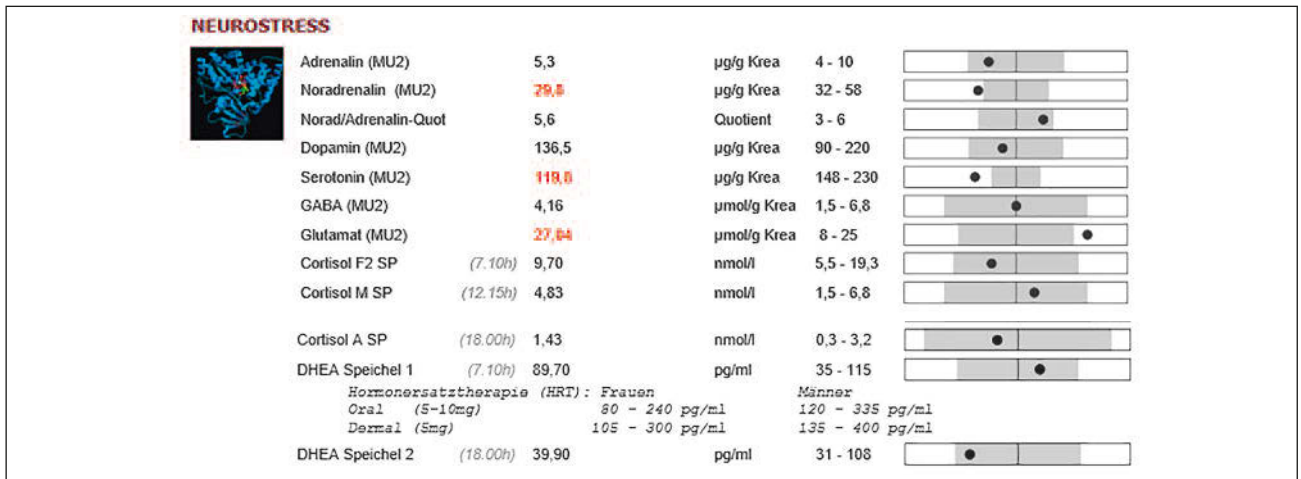 NEUROSTRESS
Adrenalin (MU2) 5,3 µg/g Krea 4 - 10
Noradrenalin (MU2) 29,8 µg/g Krea 32 - 58
Norad/Adrenalin-Quot 5,6 Quotient 3 - 6
Dopamin (MU2) 136,5 µg/g Krea 90 - 220
Serotonin (MU2) 119,8 µg/g Krea 148 - 230
GABA (MU2) 4,16 µmol/g Krea 1,5 - 6,8
Glutamat (MU2) 27,04 µmol/g Krea 8 - 25
Cortisol F2 SP (7.10h) 9,70 nmol/l 5,5 - 19,3
Cortisol M SP (12.15h) 4,83 nmol/l 1,5 - 6,8
Cortisol A SP (18.00h) 1,43 nmol/l 0,3 - 3,2
DHEA Speichel 1 (7.10h) 89,70 pg/ml 35 - 115
Hormonersatztherapie (HRT): Frauen Männer
Oral (5-10mg) 80 - 240 pg/ml 120 - 335 pg/ml
Dermal (5mg) 105 - 300 pg/ml 135 - 400 pg/ml
DHEA Speichel 2 (18.00h) 39,90 pg/ml 31 - 108